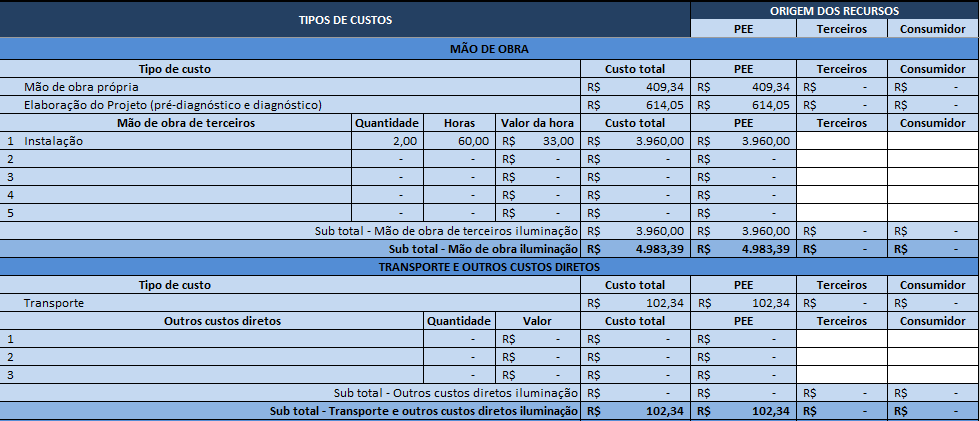 TIPOS DE CUSTOS ORIGEM DOS RECURSOS
PEE Terceiros Consumidor
MÃO DE OBRA
Tipo de custo Custo total PEE Terceiros Consumidor
Mão de obra própria R$ 409,34 R$ 409,34 R$ - R$ -
Elaboração do Projeto (pré-diagnóstico e diagnóstico) R$ 614,05 R$ 614,05 R$ - R$ -
Mão de obra de terceiros Quantidade Horas Valor da hora Custo total PEE Terceiros Consumidor
1 Instalação 2,00 60,00 R$ 33,00 R$ 3.960,00 R$ 3.960,00
2 - - R$ - R$ - R$ -
3 - - R$ - R$ - R$ -
4 - - R$ - R$ - R$ -
5 - - R$ - R$ - R$ -
Sub total - Mão de obra de terceiros iluminação R$ 3.960,00 R$ 3.960,00 R$ - R$ -
Sub total - Mão de obra iluminação R$ 4.983,39 R$ 4.983,39 R$ - R$ -
TRANSPORTE E OUTROS CUSTOS DIRETOS
Tipo de custo Custo total PEE Terceiros Consumidor
Transporte R$ 102,34 R$ 102,34 R$ - R$ -
Outros custos diretos Quantidade Valor Custo total PEE Terceiros Consumidor
1 - R$ - R$ - R$ -
2 - R$ - R$ - R$ -
3 - R$ - R$ - R$ -
Sub total - Outros custos diretos iluminação R$ - R$ - R$ - R$ -
Sub total - Transporte e outros custos diretos iluminação R$ 102,34 R$ 102,34 R$ - R$ -